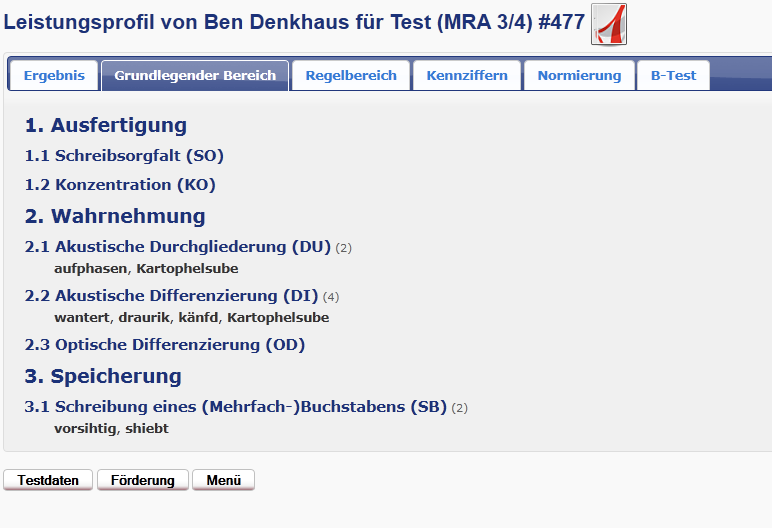 Leistungsprofil von Ben Denkhaus für Test (MRA 3/4) #477
Ergebnis Grundlegender Bereich Regelbereich Kennziffern Normierung B-Test
1. Ausfertigung
1.1 Schreibsorgfalt (SO)
1.2 Konzentration (KO)
2. Wahrnehmung
2.1 Akustische Durchgliederung (DU) (2)
aufphasen, Kartophelsube
2.2 Akustische Differenzierung (DI) (4)
wantert, draurik, känfd, Kartophelsube
2.3 Optische Differenzierung (OD)
3. Speicherung
3.1 Schreibung eines (Mehrfach-)Buchstabens (SB) (2)
vorsihtig, shiebt
Testdaten Förderung Menü